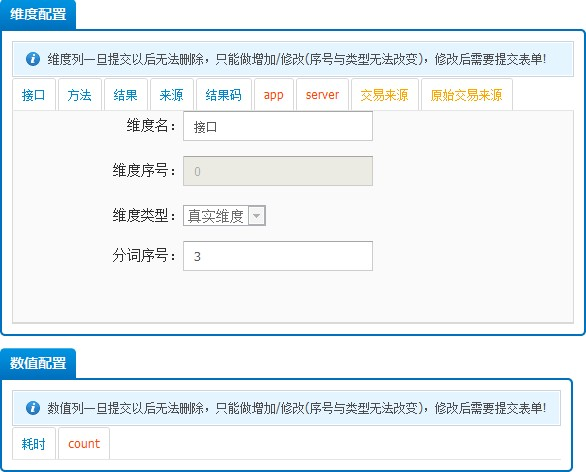 维度配置
维度列一旦提交以后无法删除，只能做增加/修改(序号与类型无法改变)，修改后需要提交表单!
接口 方法 结果 来源 结果码 app server 交易来源 原始交易来源
维度名： 接口
维度序号： 0
维度类型： 真实维度
分词序号： 3
数值配置
数值列一旦提交以后无法删除，只能做增加/修改(序号与类型无法改变)，修改后需要提交表单!
耗时 count